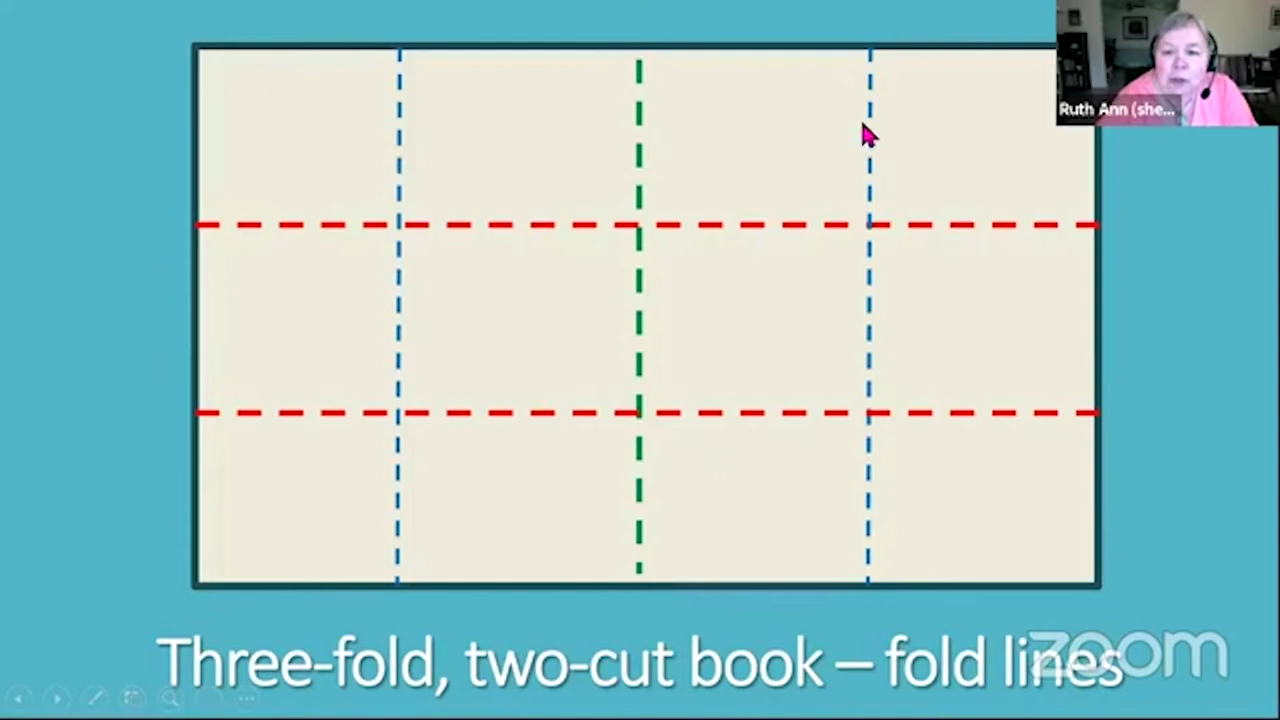 Ruth Ann (she...
Three-fold, two-cut book – fold lines
zoom